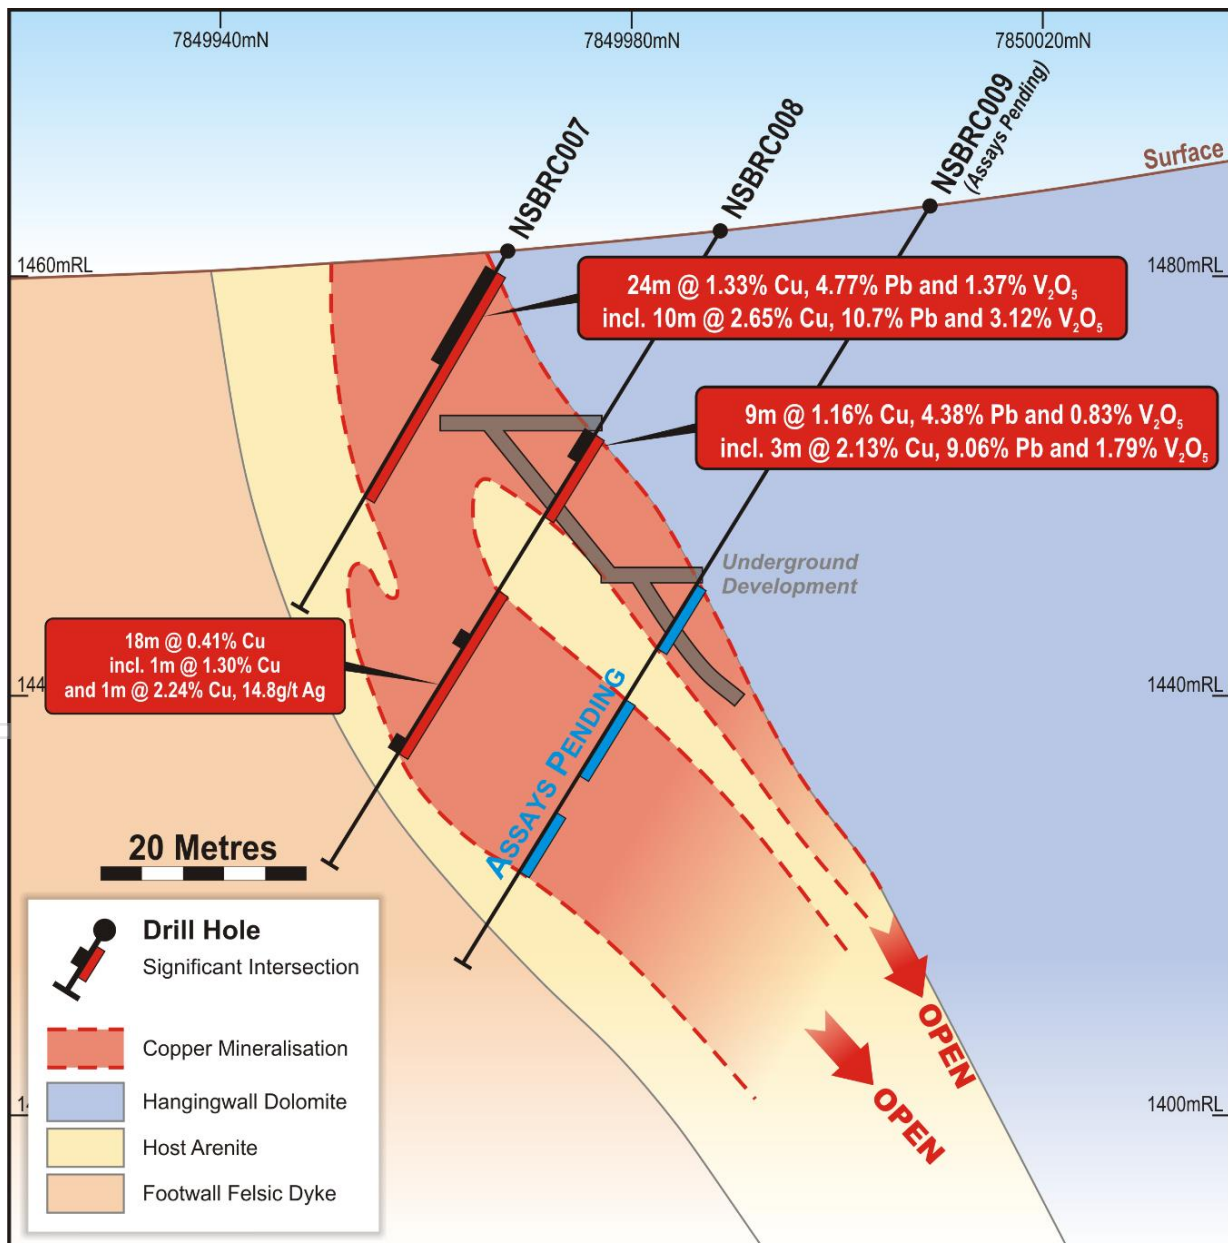 7849940mN
7849980mN
7850020mN
NSBRC007
NSBRC008
NSBRC009
(Assays Pending)
Surface
1460mRL
1480mRL
24m @ 1.33% Cu, 4.77% Pb and 1.37% V₂O₅
incl. 10m @ 2.65% Cu, 10.7% Pb and 3.12% V₂O₅
9m @ 1.16% Cu, 4.38% Pb and 0.83% V₂O₅
incl. 3m @ 2.13% Cu, 9.06% Pb and 1.79% V₂O₅
Underground
Development
18m @ 0.41% Cu
incl. 1m @ 1.30% Cu
and 1m @ 2.24% Cu, 14.8g/t Ag
1440mRL
ASSAYS PENDING
20 Metres
Drill Hole
Significant Intersection
Copper Mineralisation
Hangingwall Dolomite
Host Arenite
Footwall Felsic Dyke
OPEN
OPEN
1400mRL